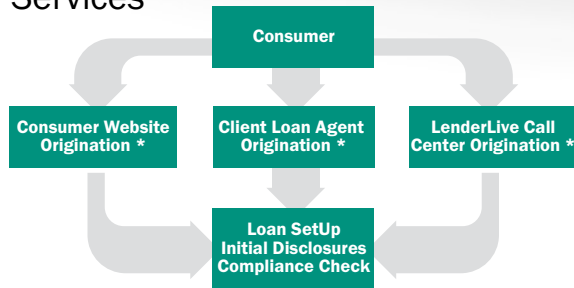 Services
Consumer
Consumer Website
Origination *
Client Loan Agent
Origination *
LenderLive Call
Center Origination *
Loan SetUp
Initial Disclosures
Compliance Check